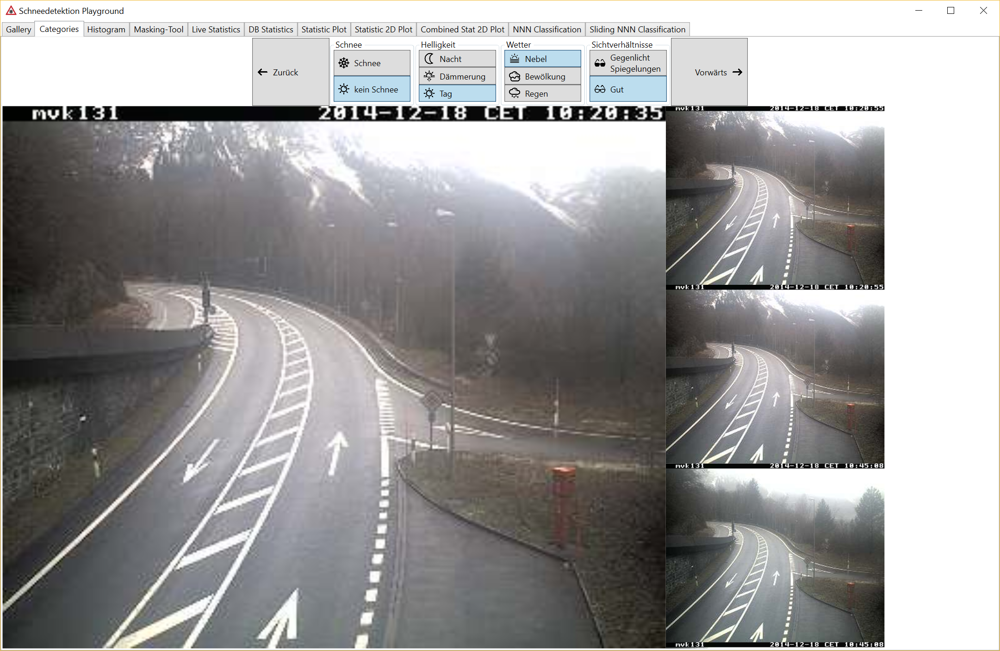 Schneedetektion Playground
Gallery Categories Histogram Masking-Tool Live Statistics DB Statistics Statistic Plot Statistic 2D Plot Combined Stat 2D Plot NNN Classification Sliding NNN Classification
Zurück
Schnee
Schnee
kein Schnee
Helligkeit
Nacht
Dämmerung
Tag
Wetter
Nebel
Bewölkung
Regen
Sichtverhältnisse
Gegenlicht
Spiegelungen
Gut
Vorwärts
mvk131 2014-12-18 CET 10:20:35
mvk131 2014-12-18 CET 10:20:55
mvk131 2014-12-18 CET 10:20:55
mvk131 2014-12-18 CET 10:45:08
mvk131 2014-12-18 CET 10:45:08